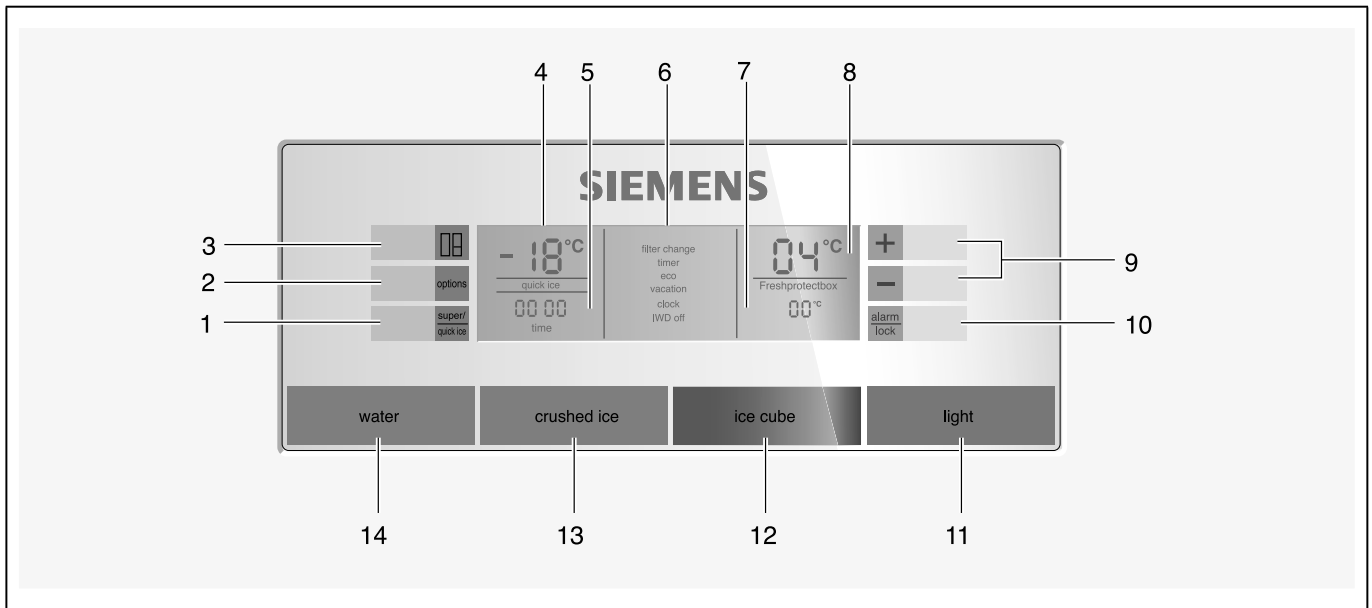 4 5 6 7 8
SIEMENS
3
2 options
1 super/
quick ice
-18°C
quick ice
00 00
time
filter change
timer
eco
vacation
clock
IWD off
04°C
Freshprotectbox
00°C
+
−
9
alarm
lock
10
water crushed ice ice cube light
14 13 12 11